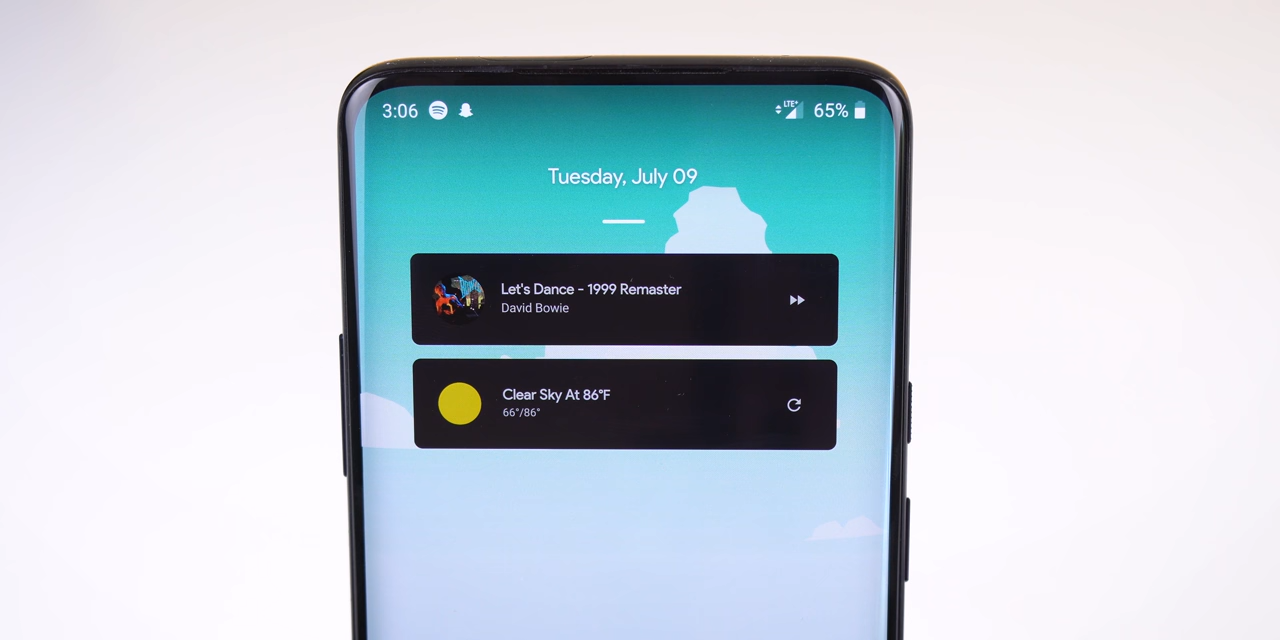 3:06 LTE+ 65%
Tuesday, July 09
Let's Dance - 1999 Remaster
David Bowie
Clear Sky At 86°F
66°/86°